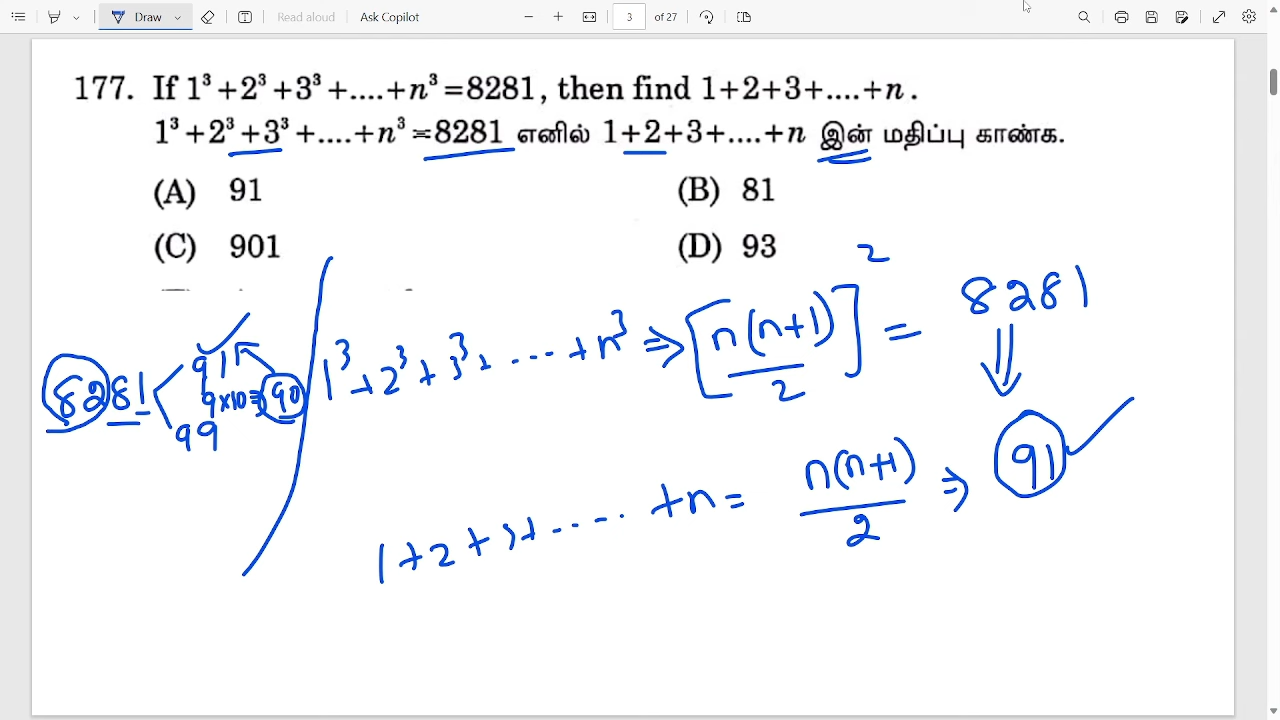 Draw
Read aloud
Ask Copilot
3
of 27
177. If 1³+2³+3³+....+n³=8281, then find 1+2+3+....+n.
1³+2³+3³+....+n³=8281 எனில் 1+2+3+....+n இன் மதிப்பு காண்க.
(A) 91
(B) 81
(C) 901
(D) 93
8281
91
9×10⇒90
99
1³+2³+3³+....+n³ ⇒ [n(n+1)/2]² = 8281
1+2+3+.....+n = n(n+1)/2 ⇒ 91